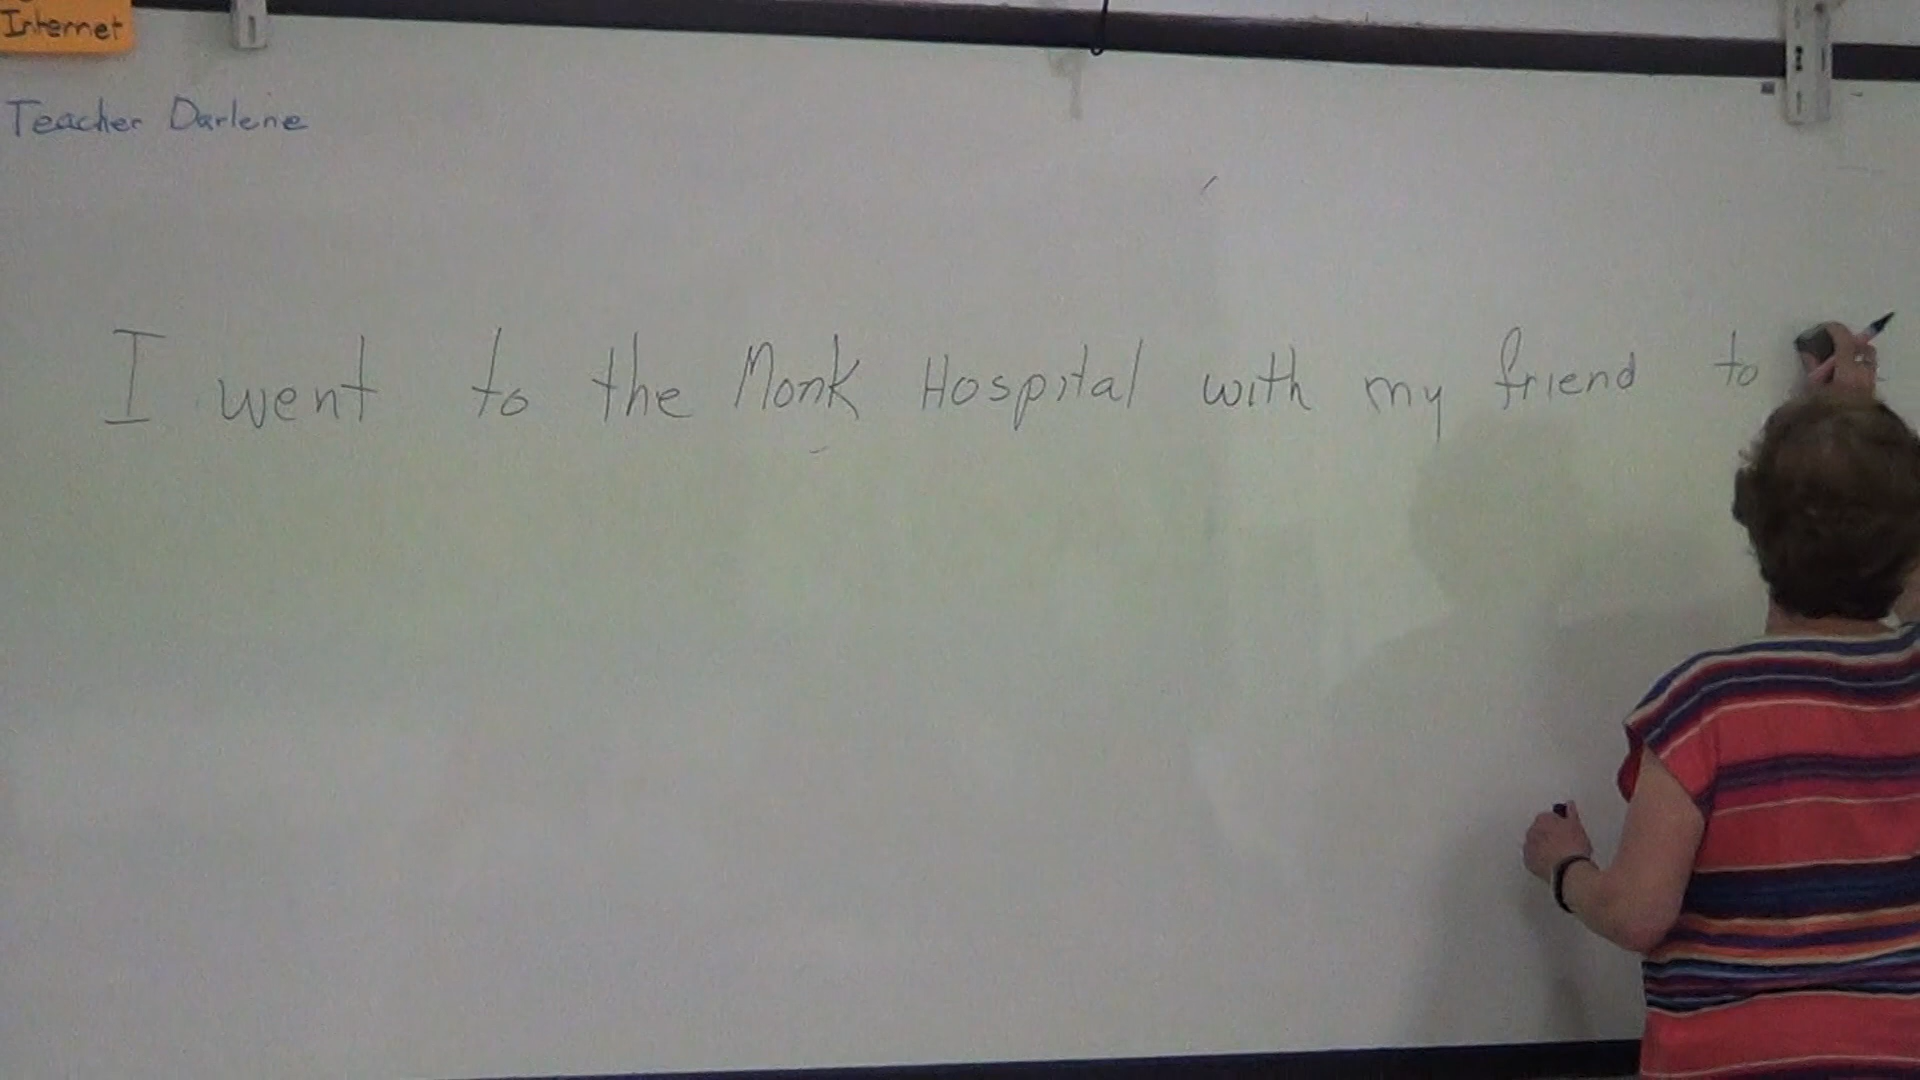 Internet
Teacher Darlene
I went to the Monk Hospital with my friend to